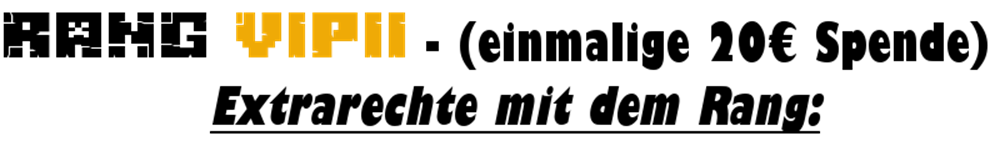 RANG VIPII - (einmalige 20€ Spende)
Extrarechte mit dem Rang: